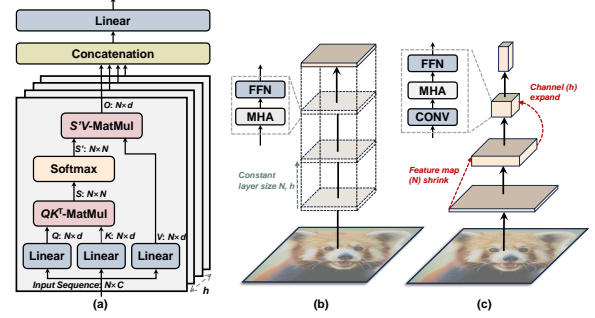 Linear
Concatenation
O: N×d
S'V-MatMul
S': N×N
Softmax
S: N×N
QKᵀ-MatMul
Q: N×d
K: N×d
V: N×d
Linear
Linear
Linear
Input Sequence: N×C
h
(a)
FFN
MHA
Constant
layer size N, h
(b)
FFN
MHA
CONV
Channel (h)
expand
Feature map
(N) shrink
(c)